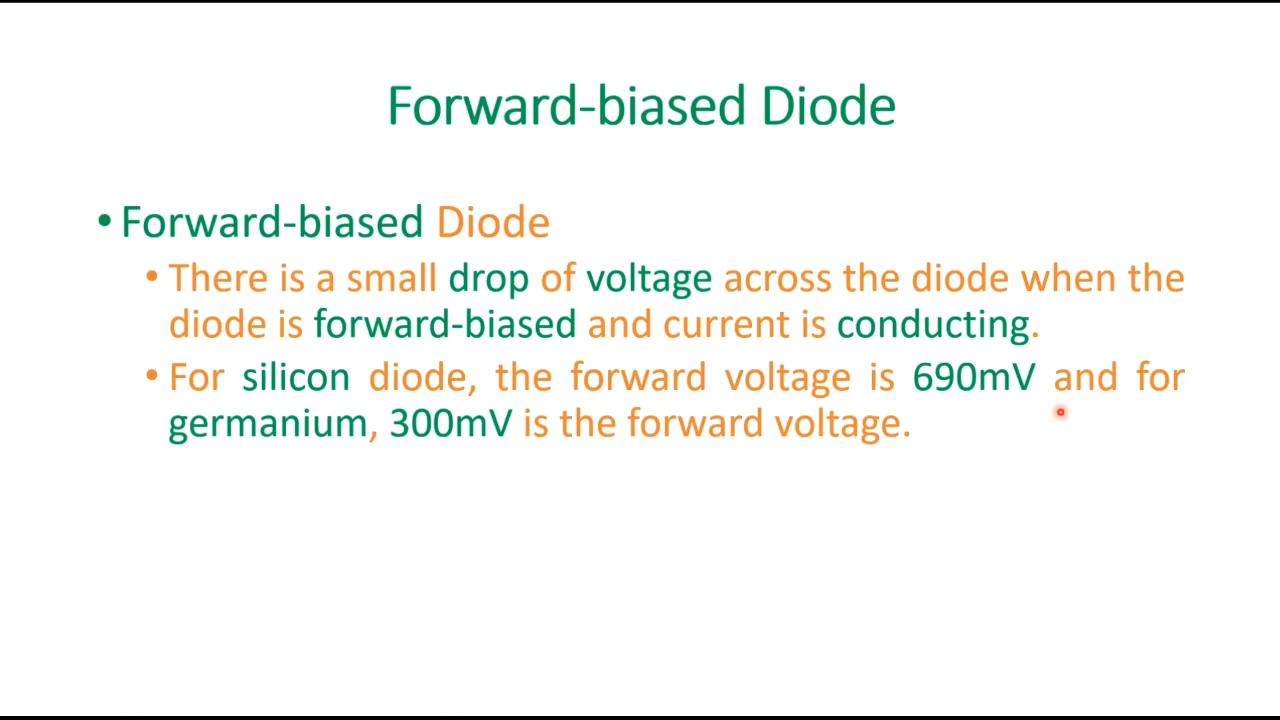 Forward-biased Diode
• Forward-biased Diode
• There is a small drop of voltage across the diode when the
diode is forward-biased and current is conducting.
• For silicon diode, the forward voltage is 690mV and for
germanium, 300mV is the forward voltage.